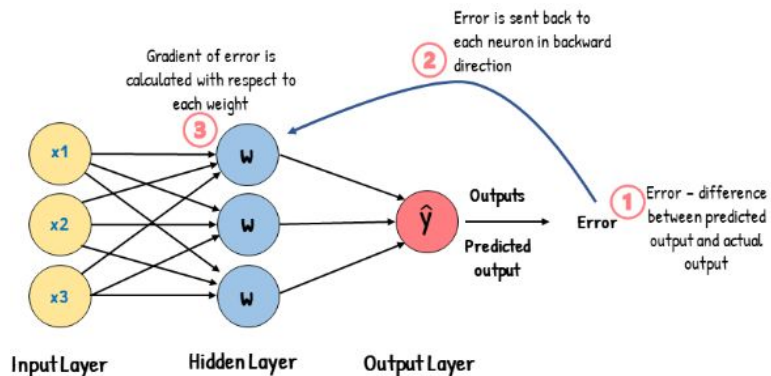 Error is sent back to
each neuron in backward
direction
2
Gradient of error is
calculated with respect to
each weight
3
x1
x2
x3
w
w
w
ŷ
Outputs
Predicted
output
Error
1
Error - difference
between predicted
output and actual
output
Input Layer
Hidden Layer
Output Layer